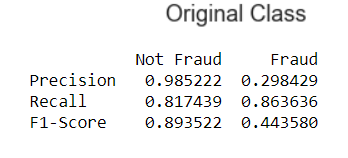 Original Class
Not Fraud Fraud
Precision 0.985222 0.298429
Recall 0.817439 0.863636
F1-Score 0.893522 0.443580